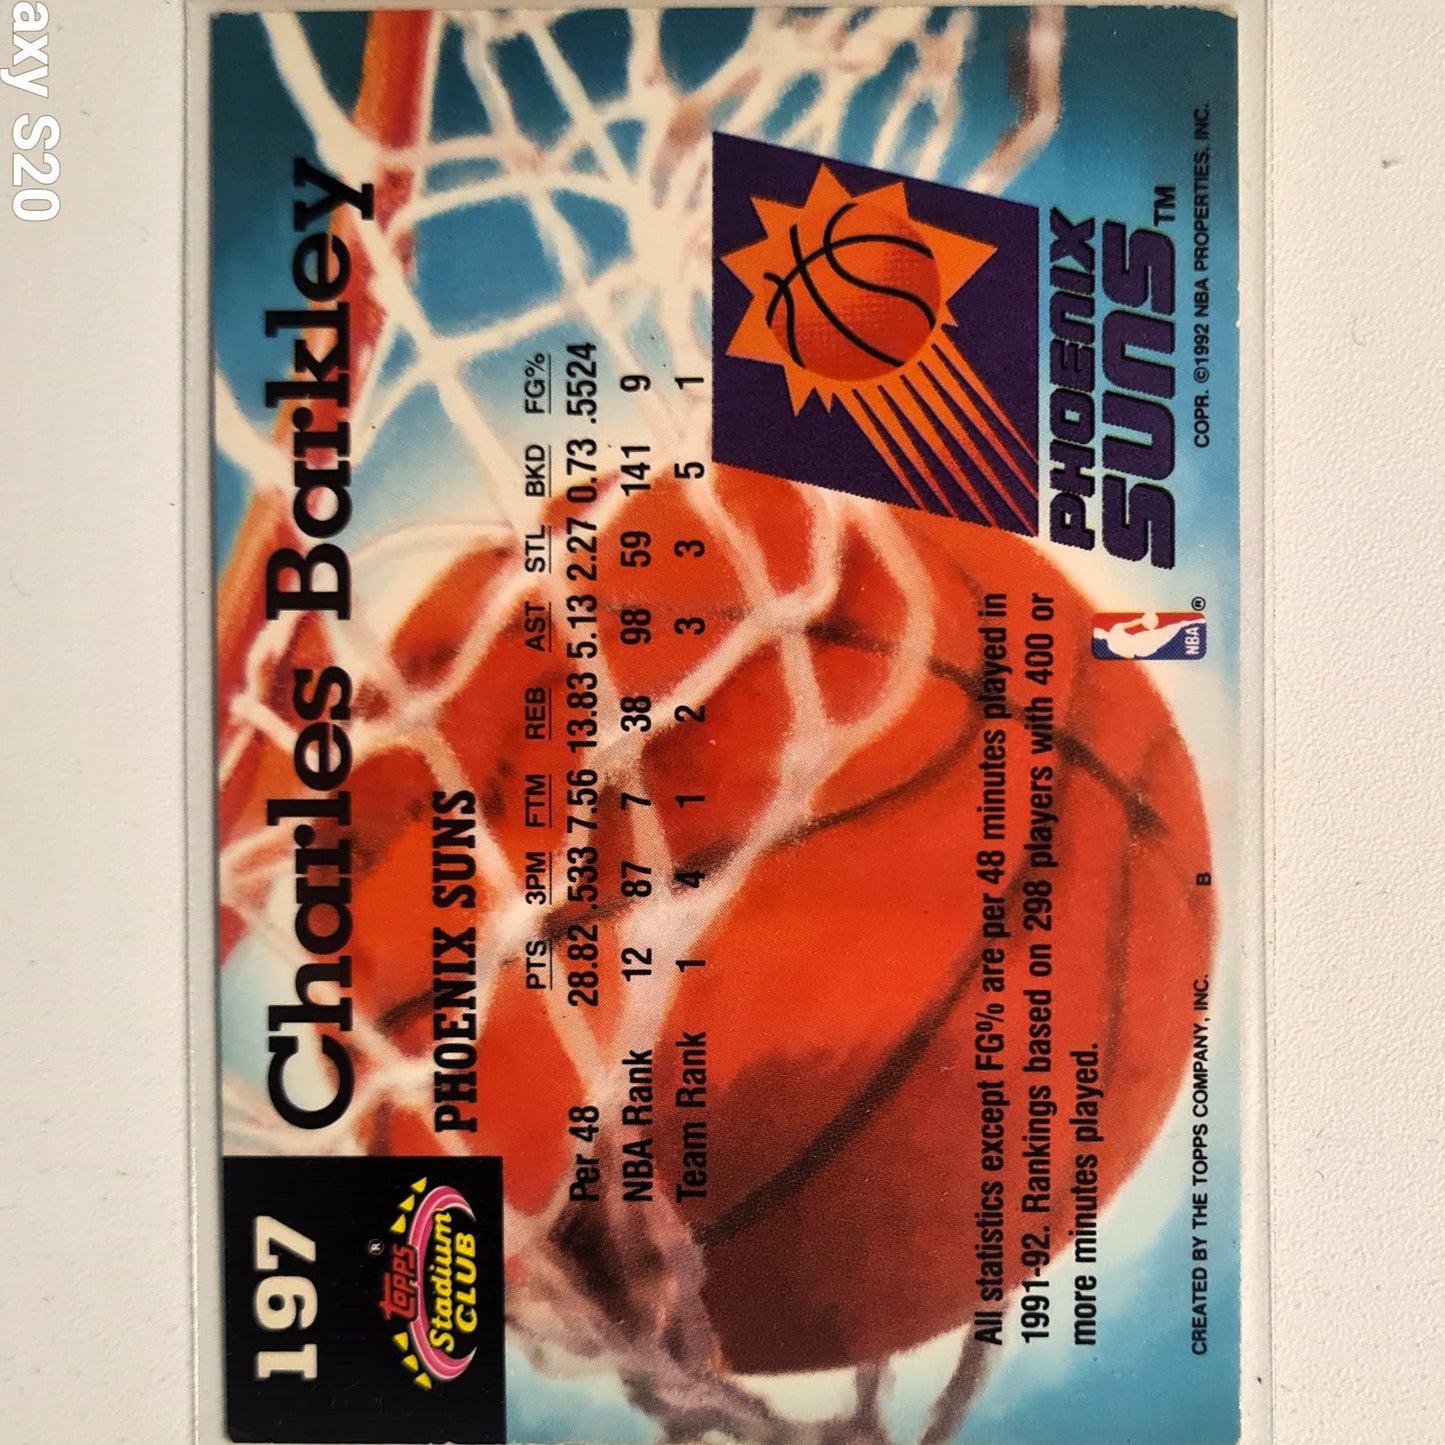 axy S20
197
TOPPS ®
Stadium
CLUB
Charles Barkley
PHOENIX SUNS
PTS 3PM FTM REB AST STL BKD FG%
Per 48 28.82 .533 7.56 13.83 5.13 2.27 0.73 .5524
NBA Rank 12 87 7 38 98 59 141 9
Team Rank 1 4 1 2 3 3 5 1
PHOENIX
SUNS™
All statistics except FG% are per 48 minutes played in
1991-92. Rankings based on 298 players with 400 or
more minutes played.
NBA ®
CREATED BY THE TOPPS COMPANY, INC. B COPR. ©1992 NBA PROPERTIES, INC.